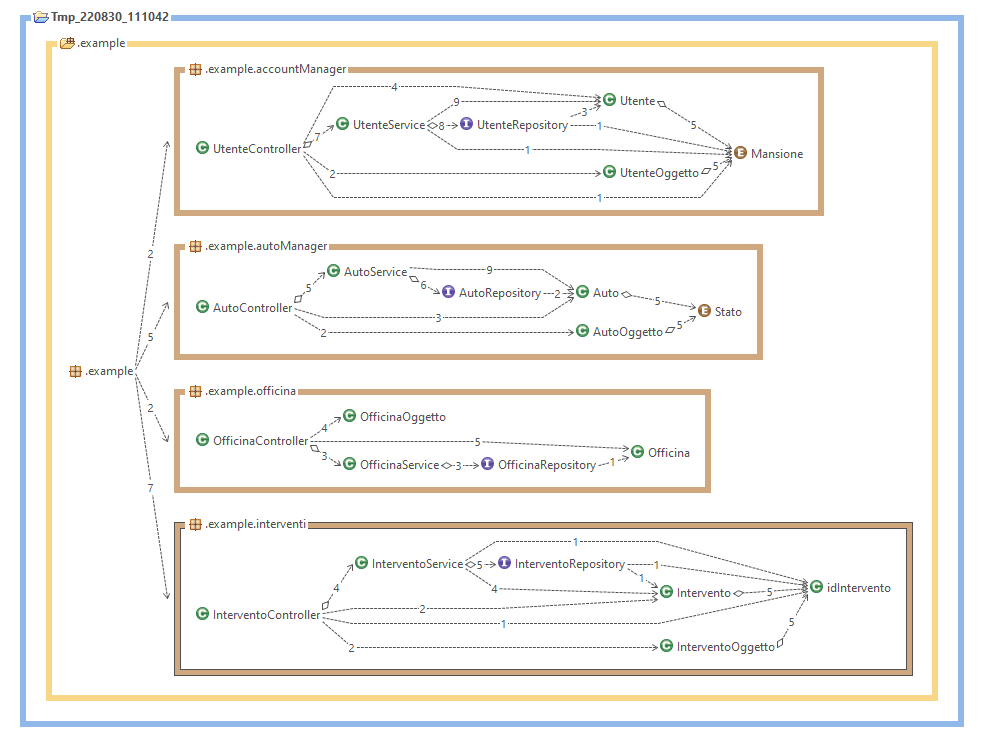 Tmp_220830_111042
.example
.example.accountManager
4
9
Utente
3
5
7
UtenteService
8
UtenteRepository
1
UtenteController
1
Mansione
2
UtenteOggetto
5
1
2
.example.autoManager
AutoService
9
5
6
AutoRepository
2
Auto
5
AutoController
3
Stato
2
AutoOggetto
5
5
.example
2
.example.officina
OfficinaOggetto
4
OfficinaController
5
Officina
3
OfficinaService
3
OfficinaRepository
1
7
.example.interventi
1
InterventoService
5
InterventoRepository
1
1
4
4
Intervento
5
idIntervento
InterventoController
2
1
5
2
InterventoOggetto